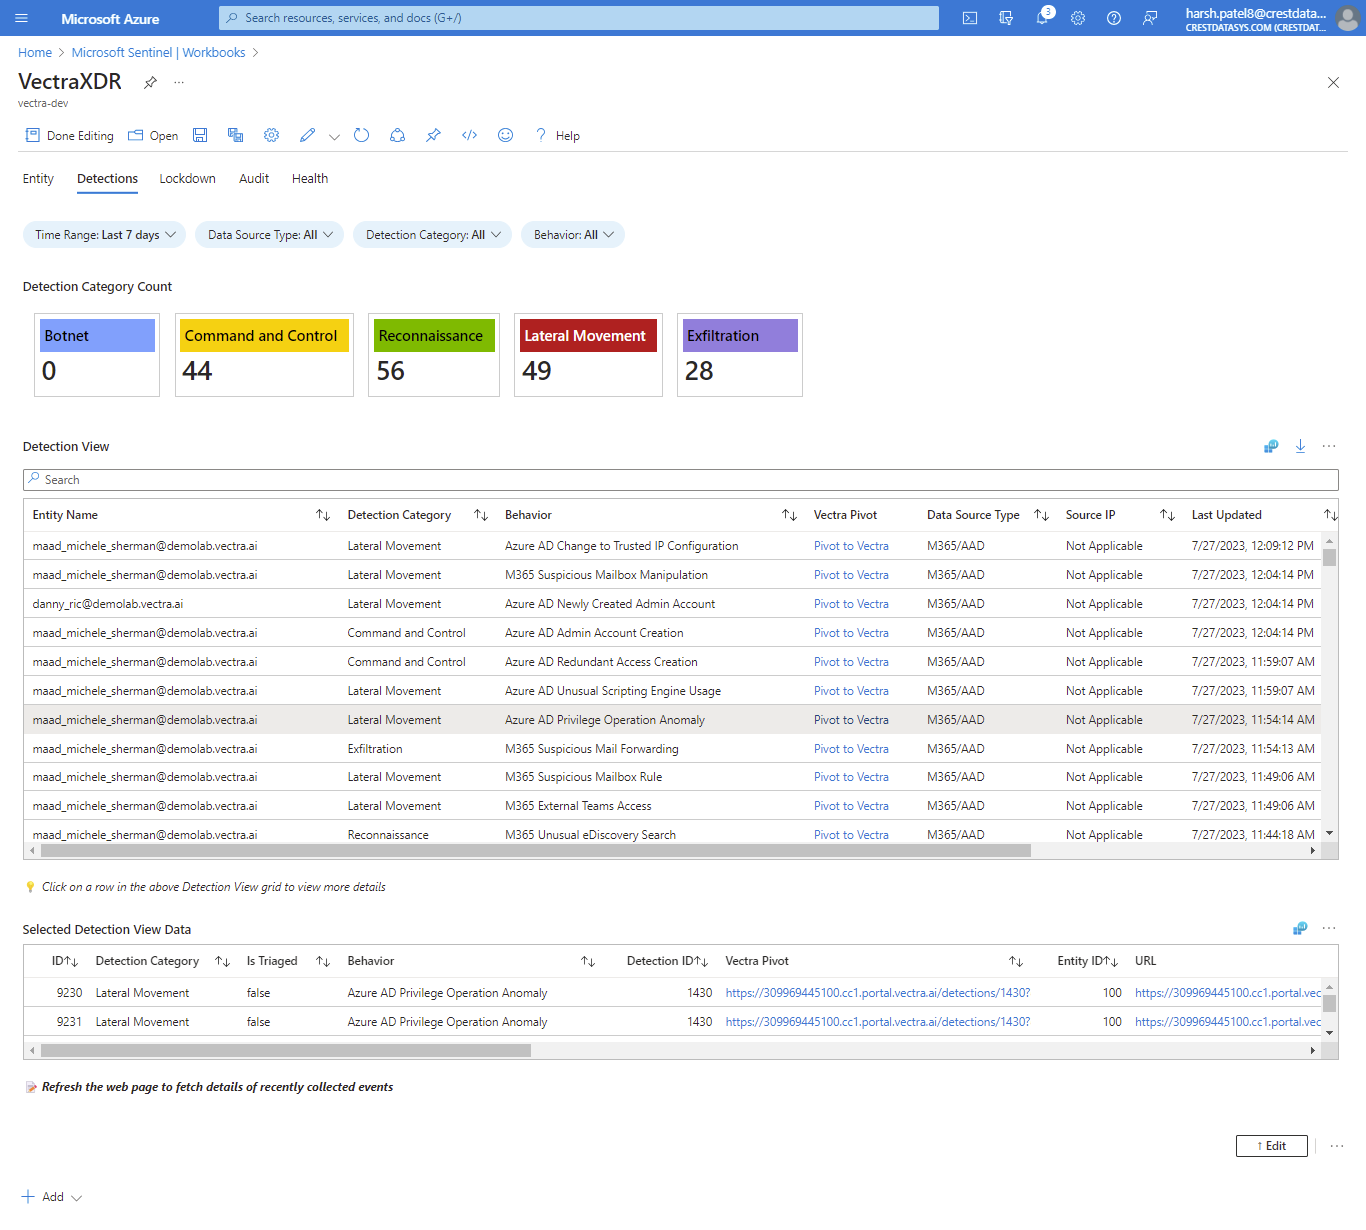 Microsoft Azure
Search resources, services, and docs (G+/)
3
harsh.patel8@crestdata...
CRESTDATASYS.COM (CRESTDAT...
Home > Microsoft Sentinel | Workbooks >
VectraXDR
vectra-dev
Done Editing Open Help
Entity Detections Lockdown Audit Health
Time Range: Last 7 days Data Source Type: All Detection Category: All Behavior: All
Detection Category Count
Botnet Command and Control Reconnaissance Lateral Movement Exfiltration
0 44 56 49 28
Detection View
Search
Entity Name Detection Category Behavior Vectra Pivot Data Source Type Source IP Last Updated
maad_michele_sherman@demolab.vectra.ai Lateral Movement Azure AD Change to Trusted IP Configuration Pivot to Vectra M365/AAD Not Applicable 7/27/2023, 12:09:12 PM
maad_michele_sherman@demolab.vectra.ai Lateral Movement M365 Suspicious Mailbox Manipulation Pivot to Vectra M365/AAD Not Applicable 7/27/2023, 12:04:14 PM
danny_ric@demolab.vectra.ai Lateral Movement Azure AD Newly Created Admin Account Pivot to Vectra M365/AAD Not Applicable 7/27/2023, 12:04:14 PM
maad_michele_sherman@demolab.vectra.ai Command and Control Azure AD Admin Account Creation Pivot to Vectra M365/AAD Not Applicable 7/27/2023, 12:04:14 PM
maad_michele_sherman@demolab.vectra.ai Command and Control Azure AD Redundant Access Creation Pivot to Vectra M365/AAD Not Applicable 7/27/2023, 11:59:07 AM
maad_michele_sherman@demolab.vectra.ai Lateral Movement Azure AD Unusual Scripting Engine Usage Pivot to Vectra M365/AAD Not Applicable 7/27/2023, 11:59:07 AM
maad_michele_sherman@demolab.vectra.ai Lateral Movement Azure AD Privilege Operation Anomaly Pivot to Vectra M365/AAD Not Applicable 7/27/2023, 11:54:14 AM
maad_michele_sherman@demolab.vectra.ai Exfiltration M365 Suspicious Mail Forwarding Pivot to Vectra M365/AAD Not Applicable 7/27/2023, 11:54:13 AM
maad_michele_sherman@demolab.vectra.ai Lateral Movement M365 Suspicious Mailbox Rule Pivot to Vectra M365/AAD Not Applicable 7/27/2023, 11:49:06 AM
maad_michele_sherman@demolab.vectra.ai Lateral Movement M365 External Teams Access Pivot to Vectra M365/AAD Not Applicable 7/27/2023, 11:49:06 AM
maad_michele_sherman@demolab.vectra.ai Reconnaissance M365 Unusual eDiscovery Search Pivot to Vectra M365/AAD Not Applicable 7/27/2023, 11:44:18 AM
Click on a row in the above Detection View grid to view more details
Selected Detection View Data
ID Detection Category Is Triaged Behavior Detection ID Vectra Pivot Entity ID URL
9230 Lateral Movement false Azure AD Privilege Operation Anomaly 1430 https://309969445100.cc1.portal.vectra.ai/detections/1430? 100 https://309969445100.cc1.portal.vec
9231 Lateral Movement false Azure AD Privilege Operation Anomaly 1430 https://309969445100.cc1.portal.vectra.ai/detections/1430? 100 https://309969445100.cc1.portal.vec
Refresh the web page to fetch details of recently collected events
↑ Edit
Add